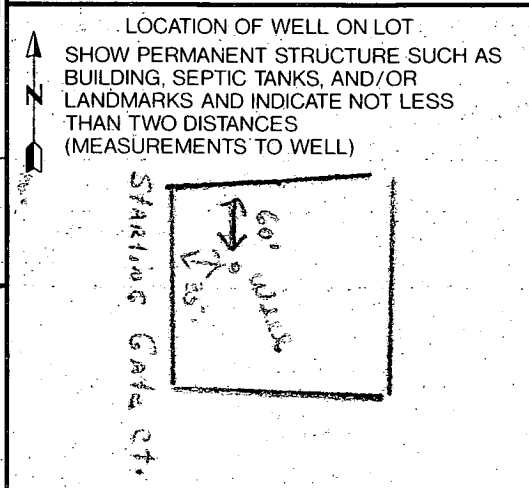 LOCATION OF WELL ON LOT
SHOW PERMANENT STRUCTURE SUCH AS
BUILDING, SEPTIC TANKS, AND/OR
N LANDMARKS AND INDICATE NOT LESS
THAN TWO DISTANCES
(MEASUREMENTS TO WELL)
Starting Gate Ct.
60'
Well